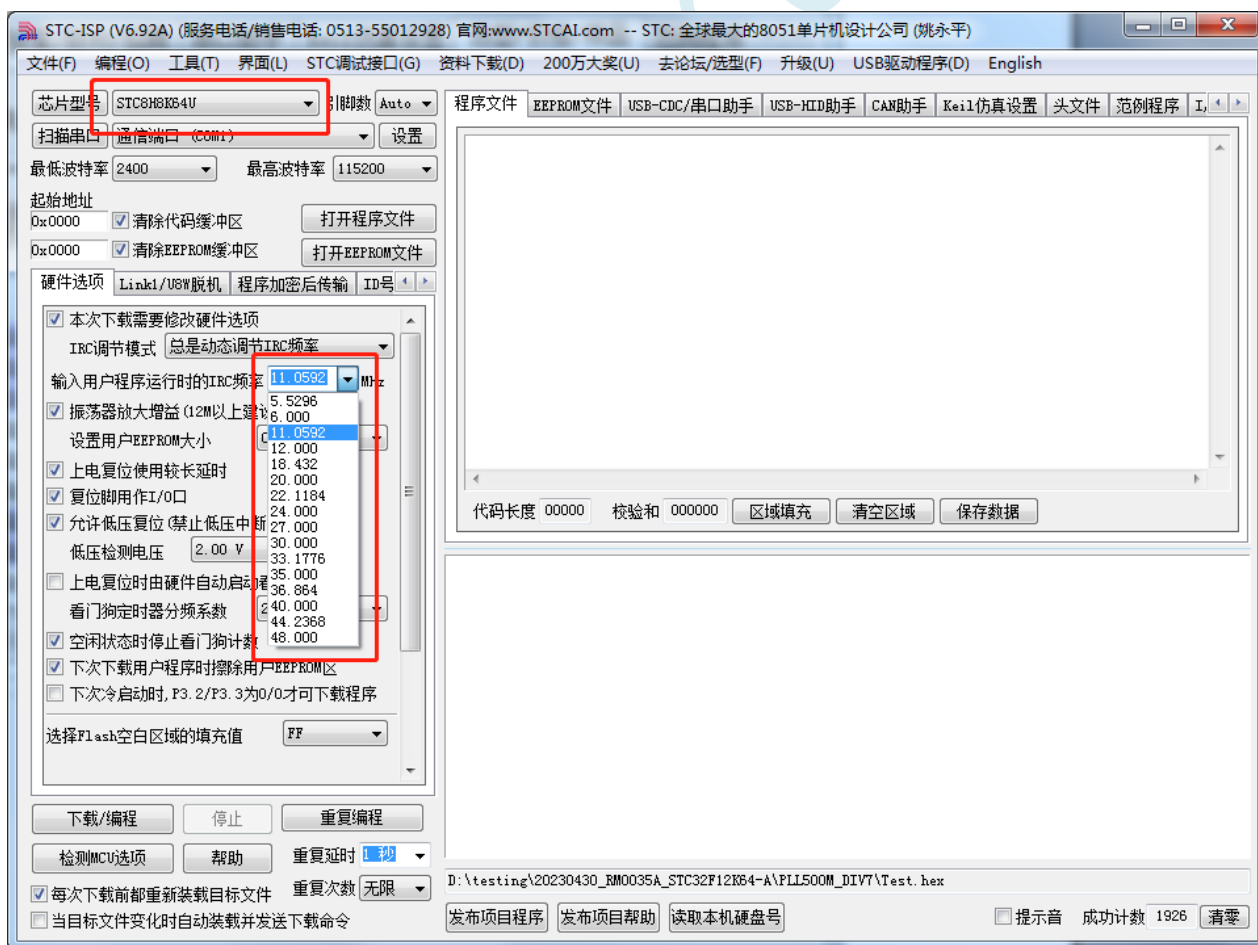 STC-ISP (V6.92A) (服务电话/销售电话: 0513-55012928) 官网:www.STCAI.com -- STC: 全球最大的8051单片机设计公司 (姚永平)
文件(F) 编程(O) 工具(T) 界面(L) STC调试接口(G) 资料下载(D) 200万大奖(U) 去论坛/选型(F) 升级(U) USB驱动程序(D) English
芯片型号 STC8H8K64U 引脚数 Auto
扫描串口 通信端口 (COM1) 设置
最低波特率 2400 最高波特率 115200
起始地址
0x0000 清除代码缓冲区 打开程序文件
0x0000 清除EEPROM缓冲区 打开EEPROM文件
硬件选项 Link1/U8W脱机 程序加密后传输 ID号
本次下载需要修改硬件选项
IRC调节模式 总是动态调节IRC频率
输入用户程序运行时的IRC频率 11.0592 MHz
5.5296
6.000
11.0592
12.000
18.432
20.000
22.1184
24.000
27.000
30.000
33.1776
35.000
36.864
40.000
44.2368
48.000
振荡器放大增益(12M以上建议
设置用户EEPROM大小
上电复位使用较长延时
复位脚用作I/O口
允许低压复位(禁止低压中断
低压检测电压 2.00 V
上电复位时由硬件自动启动看
看门狗定时器分频系数 2
空闲状态时停止看门狗计数
下次下载用户程序时擦除用户EEPROM区
下次冷启动时,P3.2/P3.3为0/0才可下载程序
选择Flash空白区域的填充值 FF
下载/编程 停止 重复编程
检测MCU选项 帮助 重复延时 1 秒
每次下载前都重新装载目标文件 重复次数 无限
当目标文件变化时自动装载并发送下载命令
程序文件 EEPROM文件 USB-CDC/串口助手 USB-HID助手 CAN助手 Keil仿真设置 头文件 范例程序 I,
代码长度 00000 校验和 000000 区域填充 清空区域 保存数据
D:\testing\20230430_RM0035A_STC32F12K64-A\PLL500M_DIV7\Test.hex
发布项目程序 发布项目帮助 读取本机硬盘号 提示音 成功计数 1926 清零